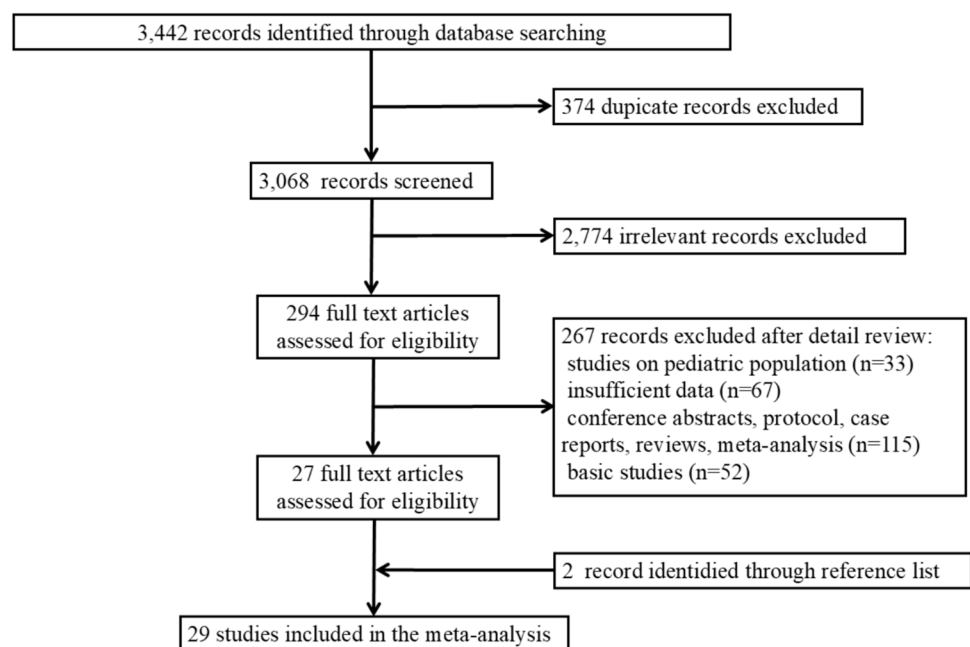 3,442 records identified through database searching
374 dupicate records excluded
3,068 records screened
2,774 irrelevant records excluded
294 full text articles
assessed for eligibility
267 records excluded after detail review:
studies on pediatric population (n=33)
insufficient data (n=67)
conference abstracts, protocol, case
reports, reviews, meta-analysis (n=115)
basic studies (n=52)
27 full text articles
assessed for eligibility
2 record identidied through reference list
29 studies included in the meta-analysis